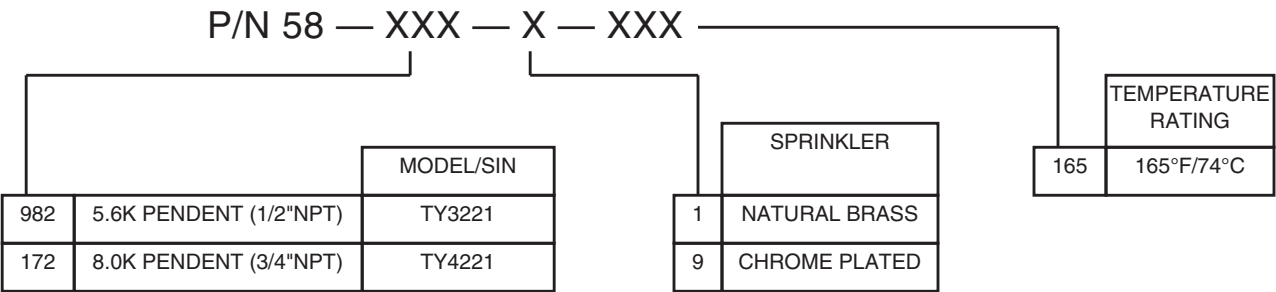 P/N 58 — XXX — X — XXX
TEMPERATURE
RATING
165 165°F/74°C
MODEL/SIN
982 5.6K PENDENT (1/2"NPT) TY3221
172 8.0K PENDENT (3/4"NPT) TY4221
SPRINKLER
1 NATURAL BRASS
9 CHROME PLATED